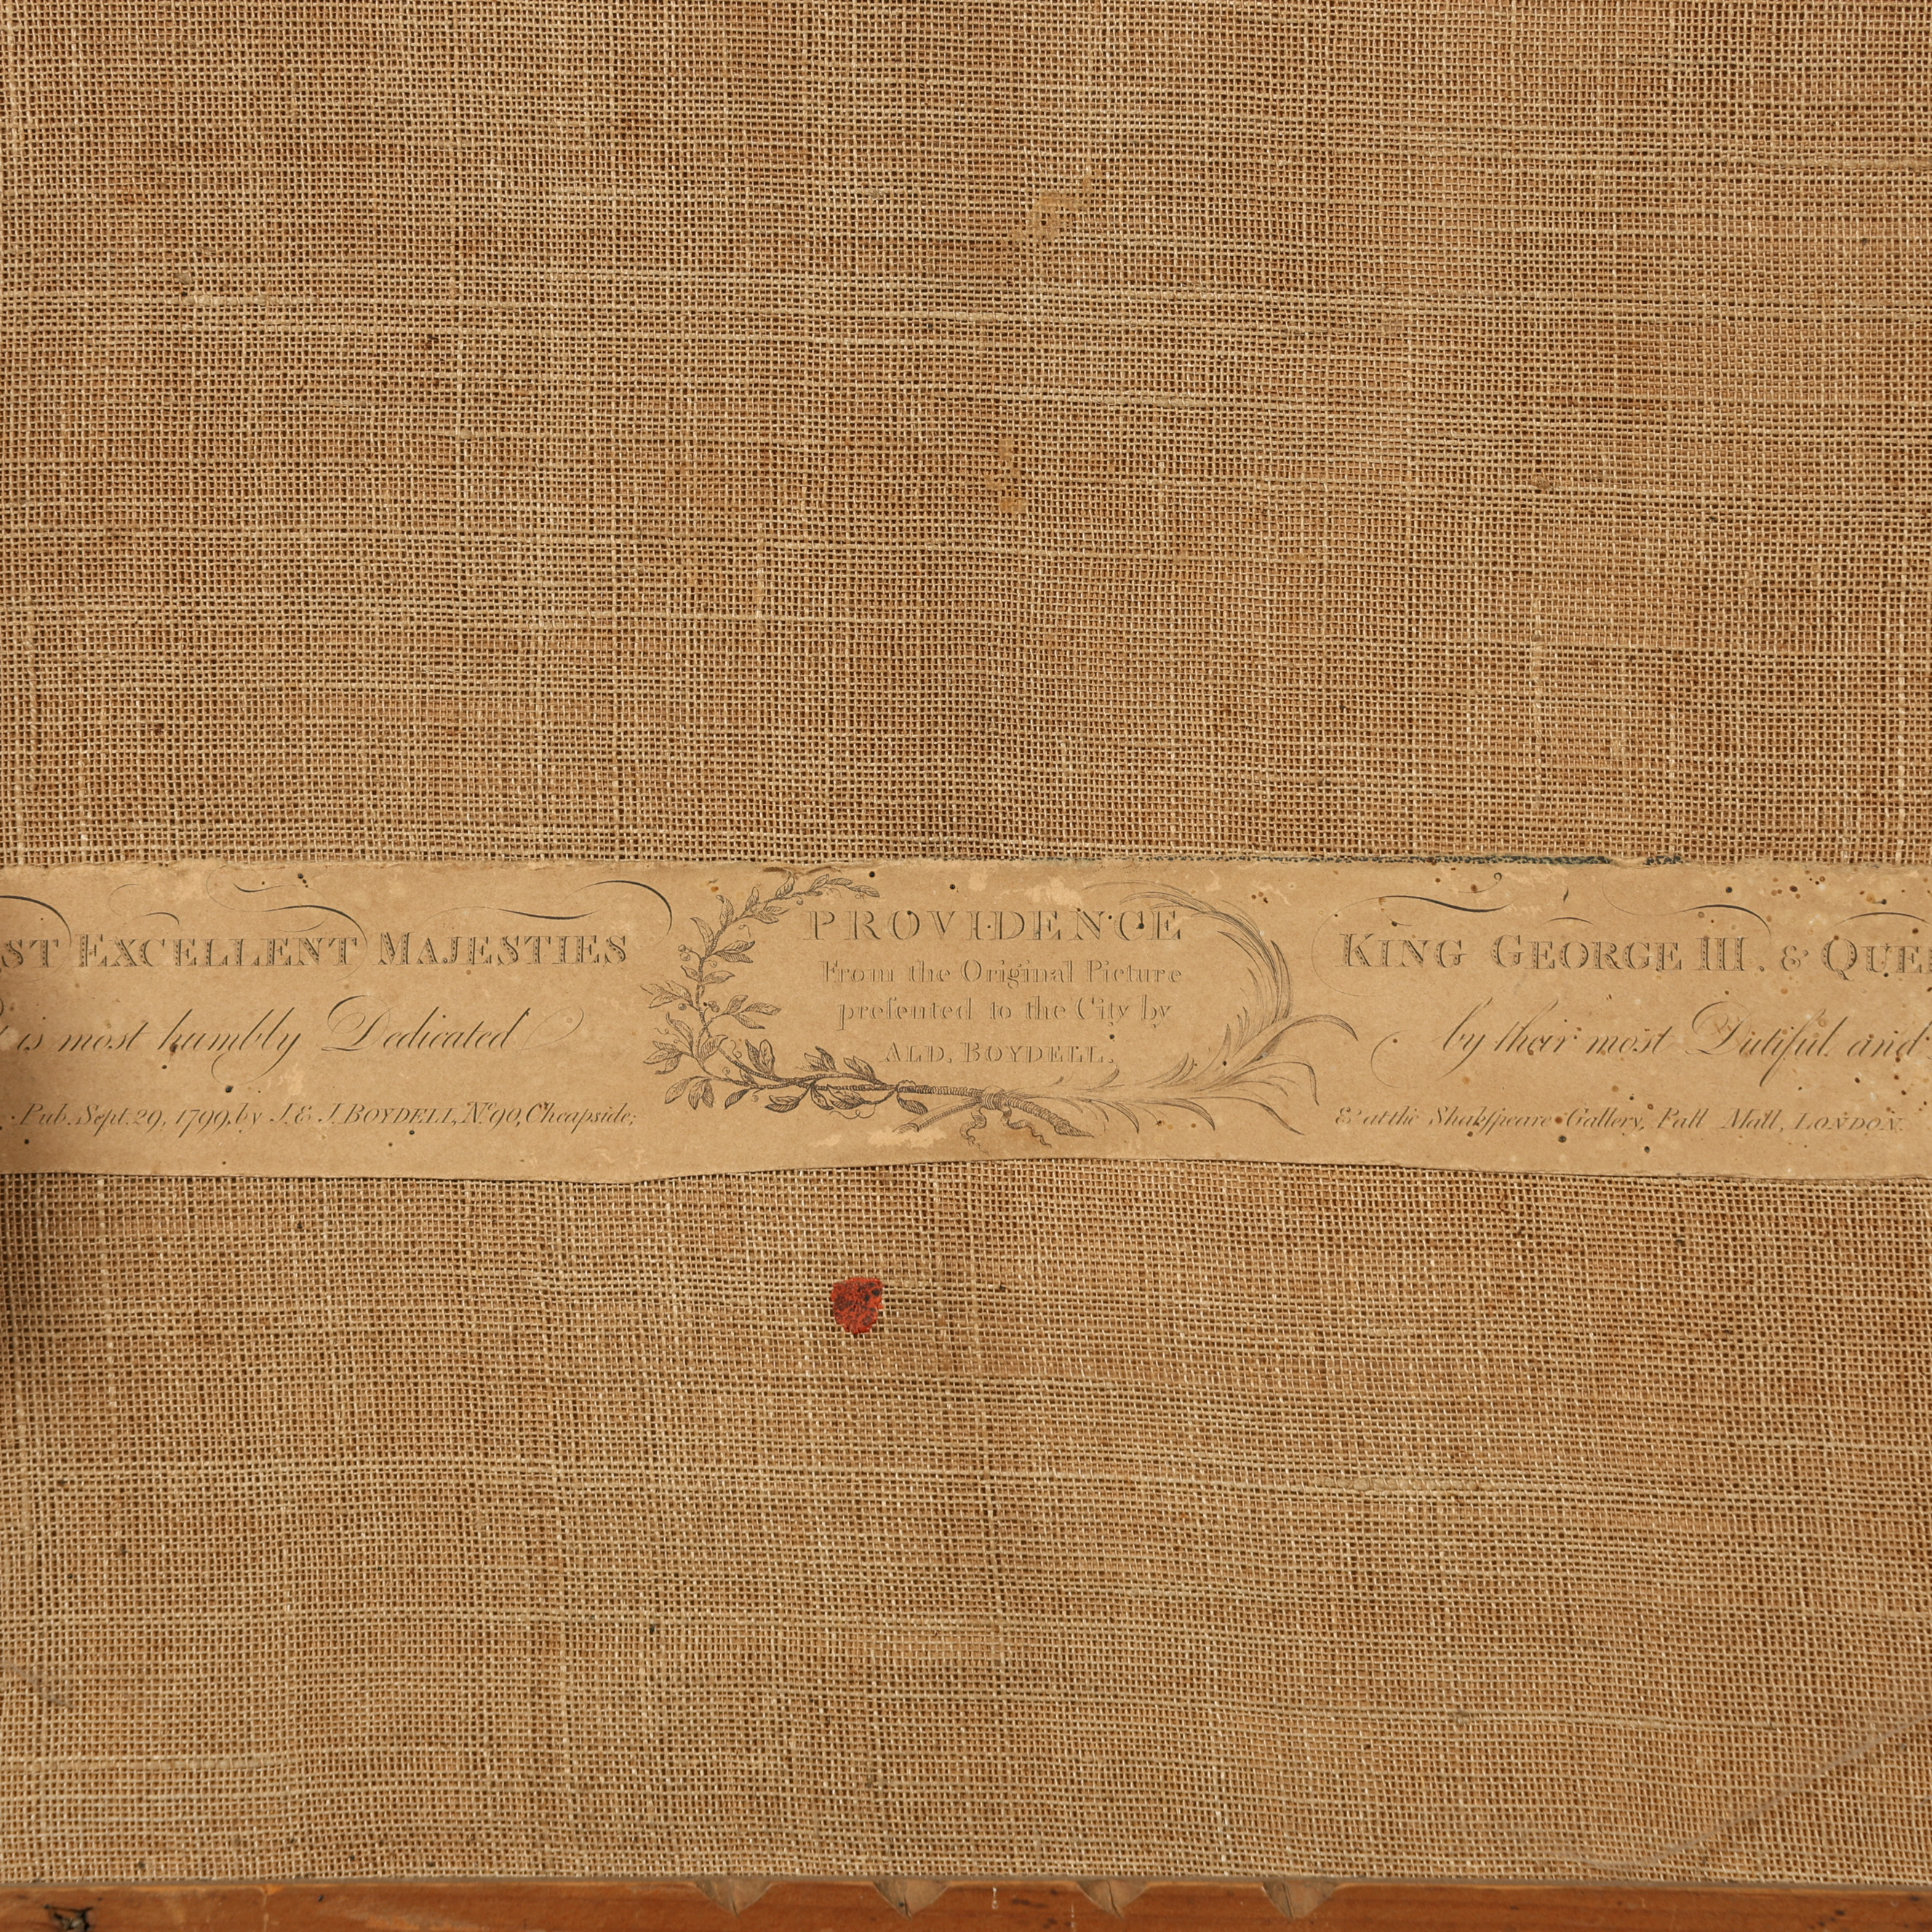 ST EXCELLENT MAJESTIES
is most humbly Dedicated
Pub. Sept. 29, 1799, by J. & J. BOYDELL, No. 90, Cheapside;
PROVIDENCE
From the Original Picture
preſented to the City by
ALD. BOYDELL.
KING GEORGE III. & QUE
by their most Dutiful and
& at the Shakſpeare Gallery, Pall Mall, LONDON.